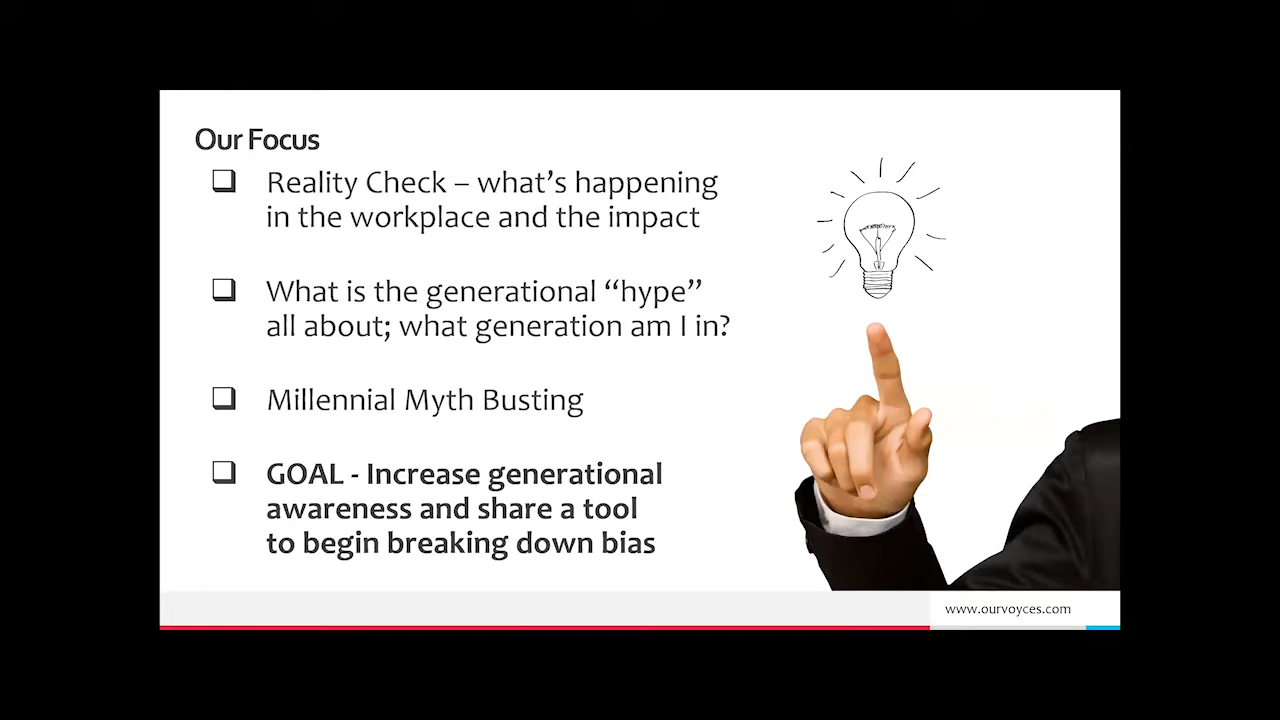 Our Focus
❑ Reality Check – what’s happening
in the workplace and the impact
❑ What is the generational “hype”
all about; what generation am I in?
❑ Millennial Myth Busting
❑ GOAL - Increase generational
awareness and share a tool
to begin breaking down bias
www.ourvoyces.com